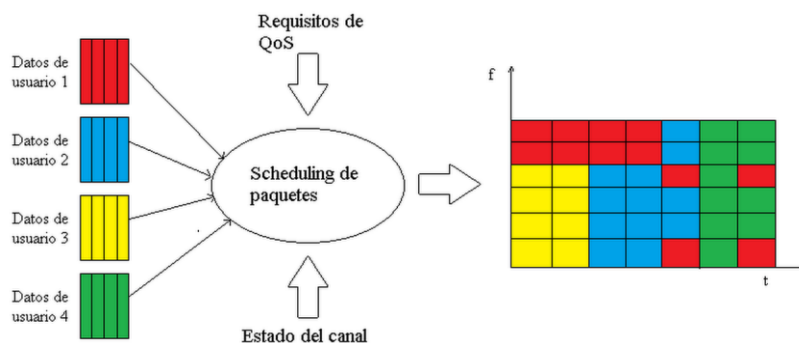 Requisitos de
QoS
Datos de
usuario 1
Datos de
usuario 2
Datos de
usuario 3
Datos de
usuario 4
Scheduling de
paquetes
Estado del canal
f
t